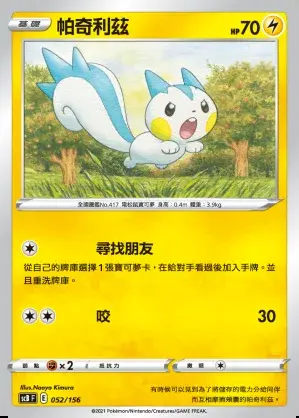 基礎 帕奇利茲 HP70
全國圖鑑No.417 電松鼠寶可夢 身高：0.4m 體重：3.9kg
尋找朋友
從自己的牌庫選擇1張寶可夢卡，在給對手看過後加入手牌。並
且重洗牌庫。
咬 30
弱點 ×2 抵抗力 撤退
Illus. Naoyo Kimura
SCD F E 052/156
有時候可以見到為了將儲存的電力分給同伴
而互相摩擦臉頰的帕奇利茲。
©2021 Pokémon/Nintendo/Creatures/GAME FREAK.